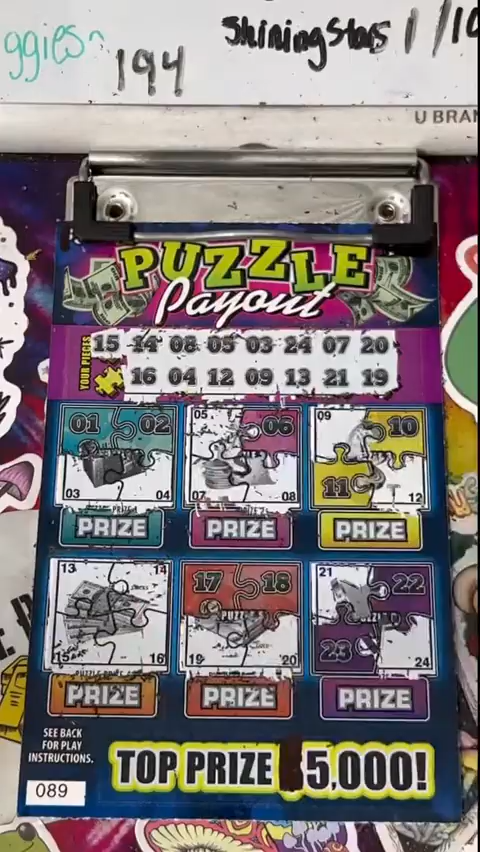 ggies
194
Shining Stars 1/10
U BRAN
PUZZLE
Payout
YOUR PIECES
15 14 08 05 03 24 07 20
16 04 12 09 13 21 19
01 02 05 06 09 10
03 04 07 08 11 12
PRIZE PRIZE PRIZE
13 14 17 18 21 22
15 16 19 20 23 24
PRIZE PRIZE PRIZE
SEE BACK
FOR PLAY
INSTRUCTIONS.
TOP PRIZE $5,000!
089